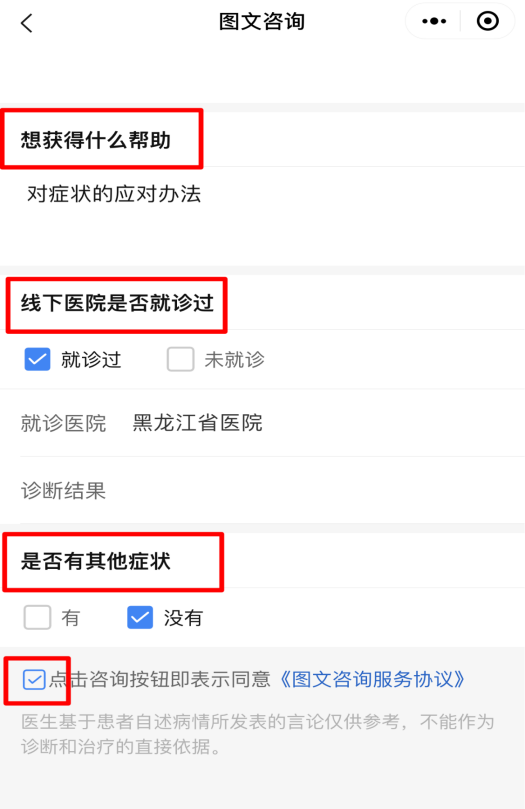 图文咨询
想获得什么帮助
对症状的应对办法
线下医院是否就诊过
就诊过 未就诊
就诊医院 黑龙江省医院
诊断结果
是否有其他症状
有 没有
点击咨询按钮即表示同意《图文咨询服务协议》
医生基于患者自述病情所发表的言论仅供参考，不能作为
诊断和治疗的直接依据。